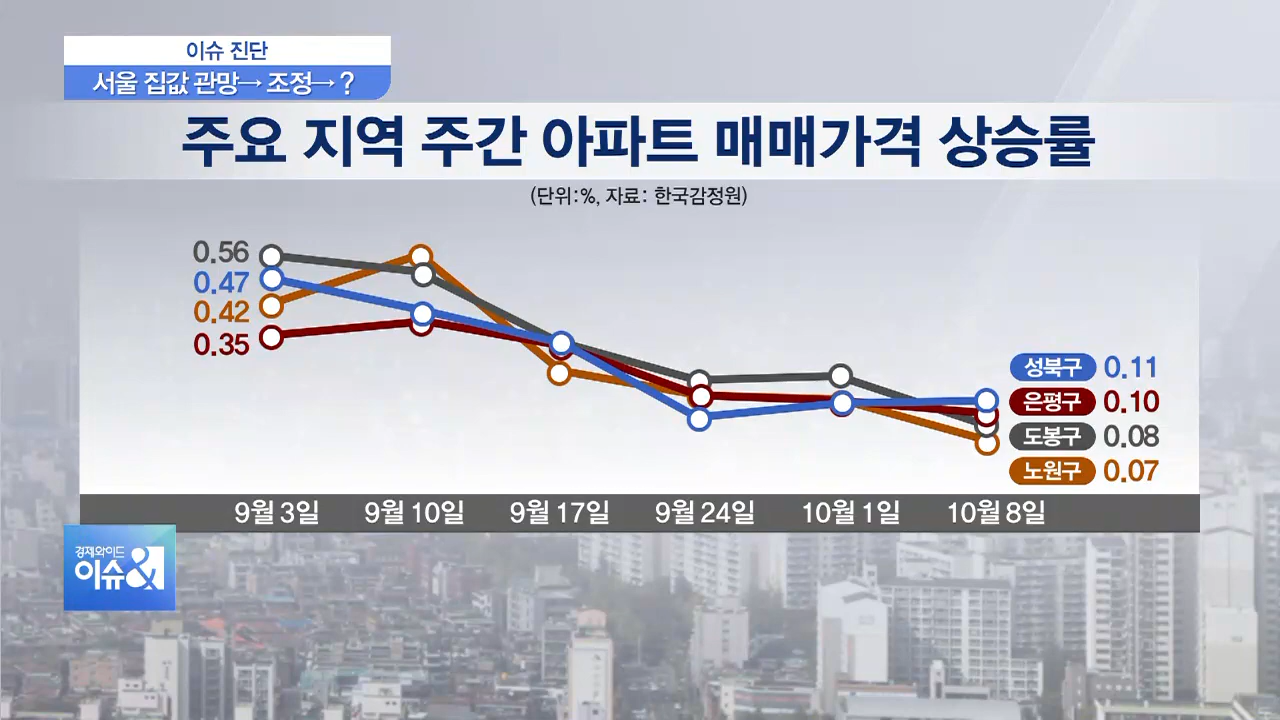 이슈 진단
서울 집값 관망→ 조정→ ?
주요 지역 주간 아파트 매매가격 상승률
(단위:%, 자료: 한국감정원)
0.56
0.47
0.42
0.35
성북구 0.11
은평구 0.10
도봉구 0.08
노원구 0.07
9월 3일 9월 10일 9월 17일 9월 24일 10월 1일 10월 8일
경제와이드
이슈&